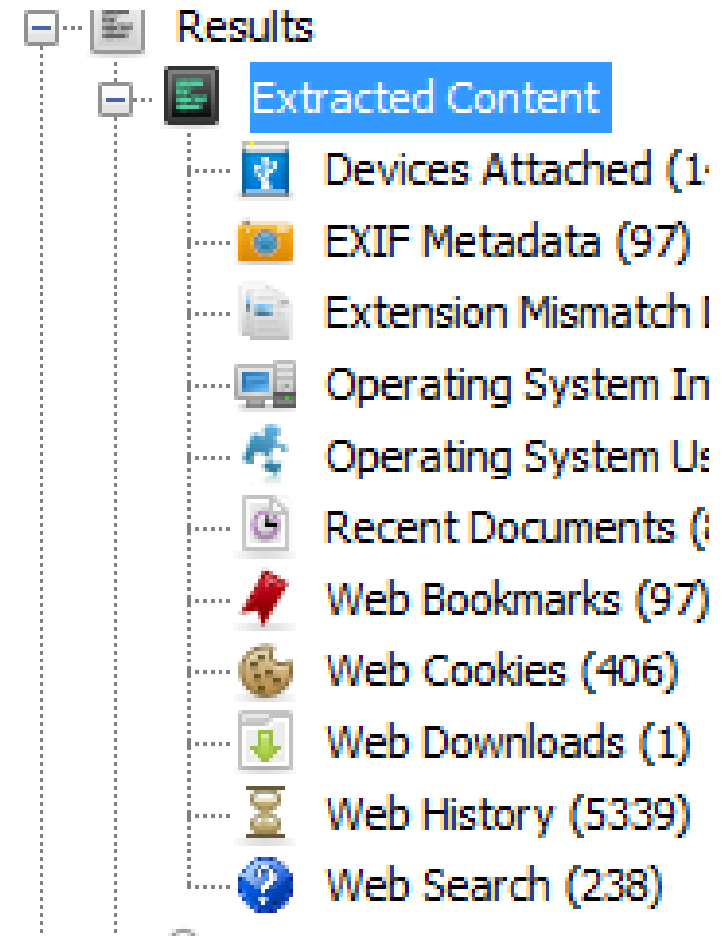 Results
Extracted Content
Devices Attached (1
EXIF Metadata (97)
Extension Mismatch
Operating System
Operating System
Recent Documents (
Web Bookmarks (97)
Web Cookies (406)
Web Downloads (1)
Web History (5339)
Web Search (238)